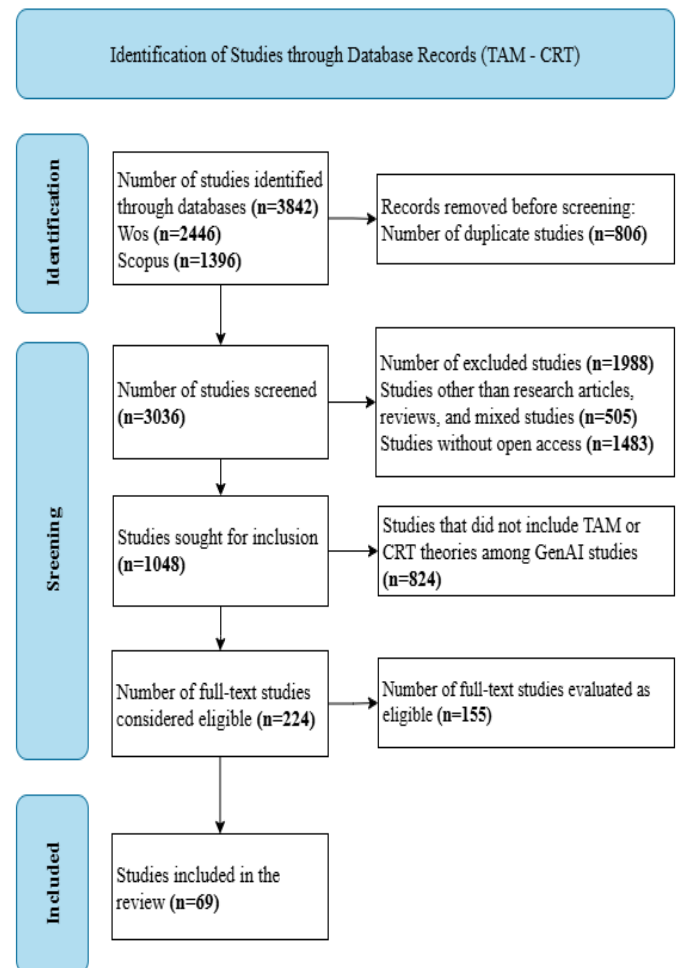 Identification of Studies through Database Records (TAM - CRT)
Identification
Number of studies identified
through databases (n=3842)
Wos (n=2446)
Scopus (n=1396)
Records removed before screening:
Number of duplicate studies (n=806)
Sreening
Number of studies screened
(n=3036)
Number of excluded studies (n=1988)
Studies other than research articles,
reviews, and mixed studies (n=505)
Studies without open access (n=1483)
Studies sought for inclusion
(n=1048)
Studies that did not include TAM or
CRT theories among GenAI studies
(n=824)
Number of full-text studies
considered eligible (n=224)
Number of full-text studies evaluated as
eligible (n=155)
Included
Studies included in the
review (n=69)